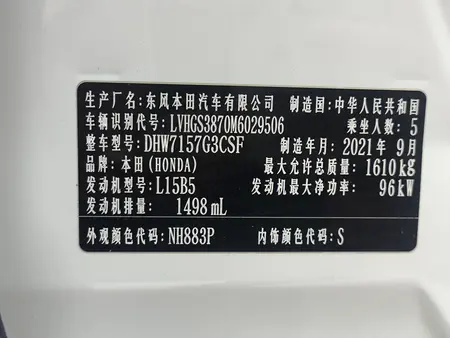 生产厂名:东风本田汽车有限公司 制造国:中华人民共和国
车辆识别代号:LVHGS3870M6029506 乘坐人数:5
整车型号:DHW7157G3CSF 制造年月:2021年9月
品牌:本田(HONDA) 最大允许总质量:1610kg
发动机型号:L15B5 发动机最大净功率:96kW
发动机排量:1498mL
外观颜色代码:NH883P 内饰颜色代码:S